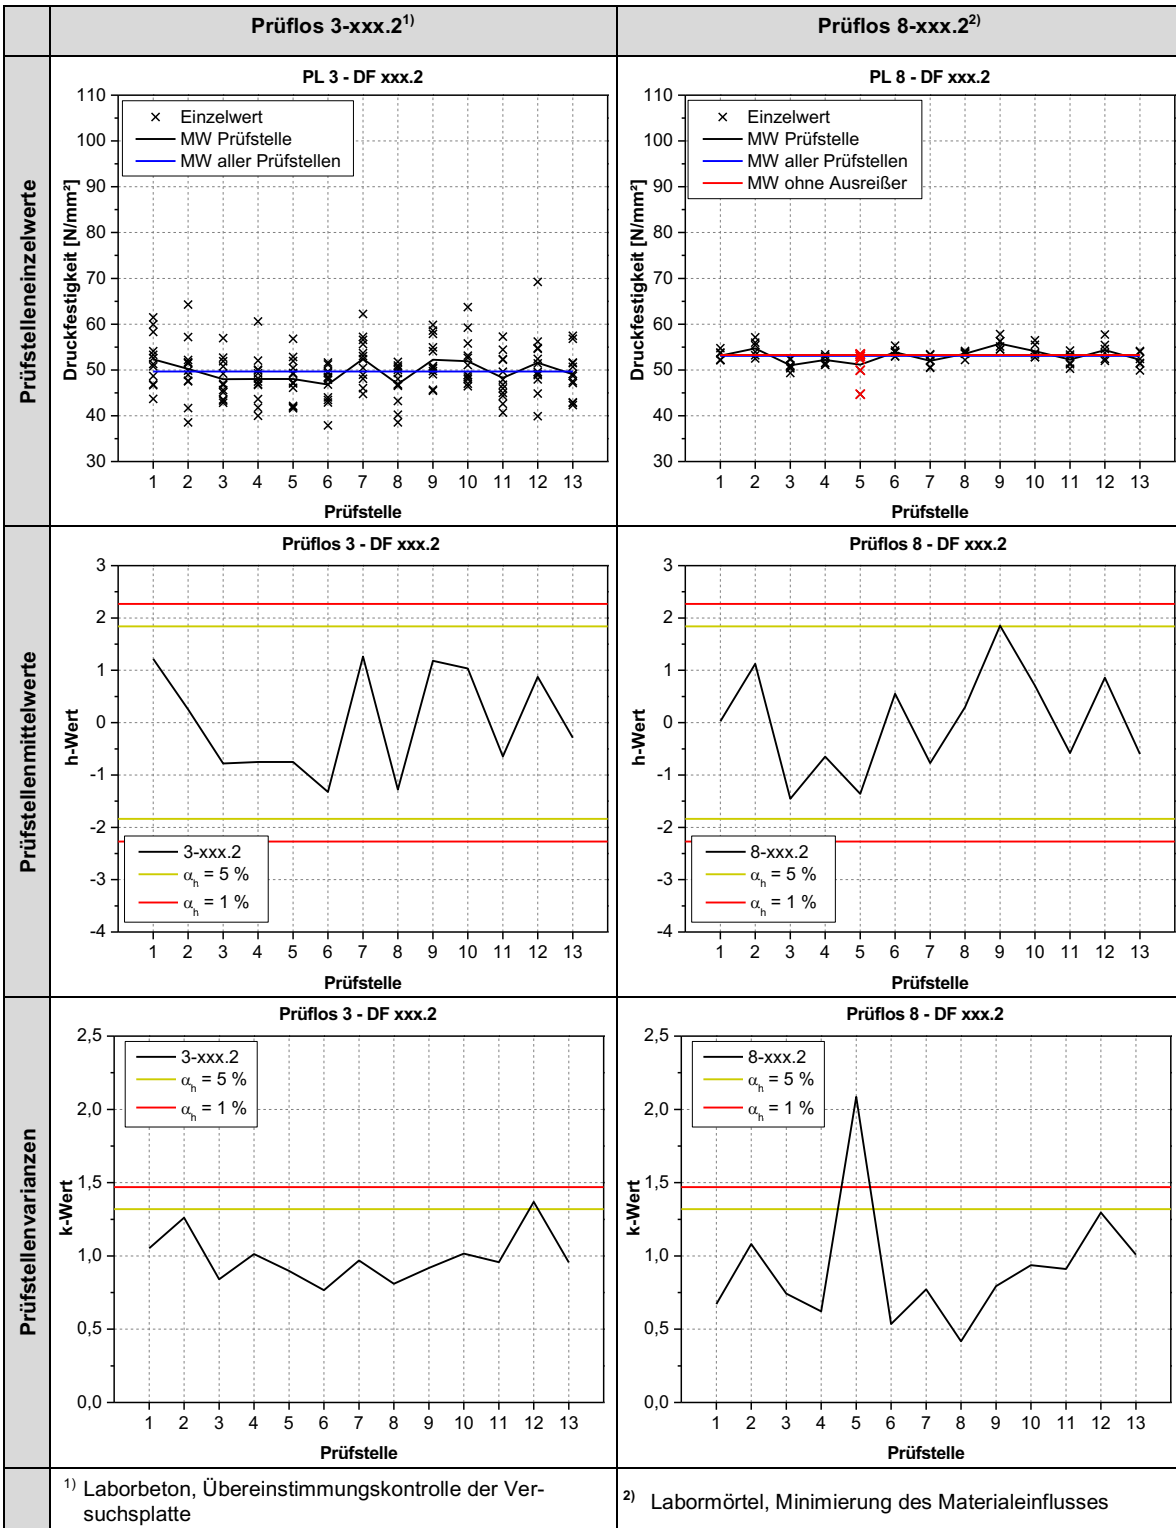 Prüflos 3-xxx.2¹⁾
Prüflos 8-xxx.2²⁾
Prüfstelleneinzelwerte
PL 3 - DF xxx.2
Einzelwert
MW Prüfstelle
MW aller Prüfstellen
Druckfestigkeit [N/mm²]
110
100
90
80
70
60
50
40
30
1 2 3 4 5 6 7 8 9 10 11 12 13
Prüfstelle
PL 8 - DF xxx.2
Einzelwert
MW Prüfstelle
MW aller Prüfstellen
MW ohne Ausreißer
Druckfestigkeit [N/mm²]
110
100
90
80
70
60
50
40
30
1 2 3 4 5 6 7 8 9 10 11 12 13
Prüfstelle
Prüfstellenmittelwerte
Prüflos 3 - DF xxx.2
h-Wert
3
2
1
0
-1
-2
-3
-4
3-xxx.2
αh = 5 %
αh = 1 %
1 2 3 4 5 6 7 8 9 10 11 12 13
Prüfstelle
Prüflos 8 - DF xxx.2
h-Wert
3
2
1
0
-1
-2
-3
-4
8-xxx.2
αh = 5 %
αh = 1 %
1 2 3 4 5 6 7 8 9 10 11 12 13
Prüfstelle
Prüfstellenvarianzen
Prüflos 3 - DF xxx.2
3-xxx.2
αh = 5 %
αh = 1 %
k-Wert
2,5
2,0
1,5
1,0
0,5
0,0
1 2 3 4 5 6 7 8 9 10 11 12 13
Prüfstelle
Prüflos 8 - DF xxx.2
8-xxx.2
αh = 5 %
αh = 1 %
k-Wert
2,5
2,0
1,5
1,0
0,5
0,0
1 2 3 4 5 6 7 8 9 10 11 12 13
Prüfstelle
¹⁾ Laborbeton, Übereinstimmungskontrolle der Ver-
suchsplatte
²⁾ Labormörtel, Minimierung des Materialeinflusses